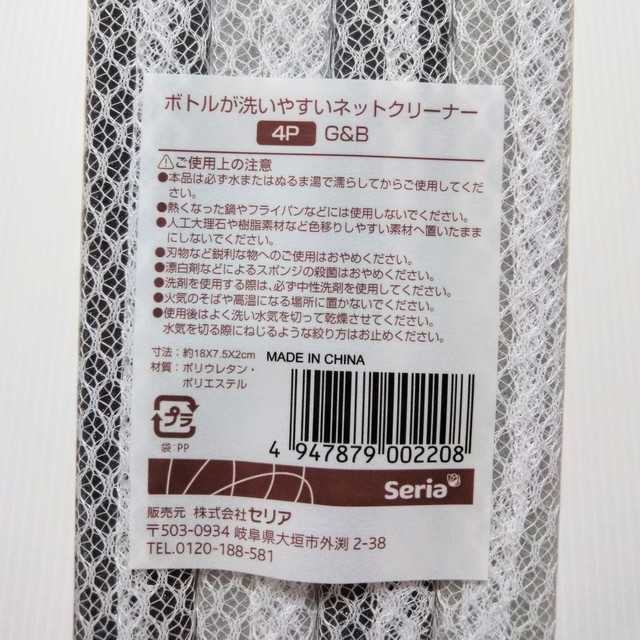 ボトルが洗いやすいネットクリーナー
4P G&B
⚠ご使用上の注意
●本品は必ず水またはぬるま湯で濡らしてからご使用してくだ
さい。
●熱くなった鍋やフライパンなどには使用しないでください。
●人工大理石や樹脂素材など色移りしやすい素材へ置いたまま
にしないでください。
●刃物など鋭利な物へのご使用はおやめください。
●漂白剤などによるスポンジの殺菌はおやめください。
●洗剤を使用する際は、必ず中性洗剤を使用してください。
●火気のそばや高温になる場所に置かないでください。
●使用後はよく洗い水気を切って乾燥させてください。
水気を切る際にねじるような絞り方はお止めください。
寸法：約18X7.5X2cm MADE IN CHINA
材質：ポリウレタン・
ポリエステル
プラ
袋:PP
4 947879 002208
Seria
販売元 株式会社セリア
〒503-0934 岐阜県大垣市外渕 2-38
TEL.0120-188-581